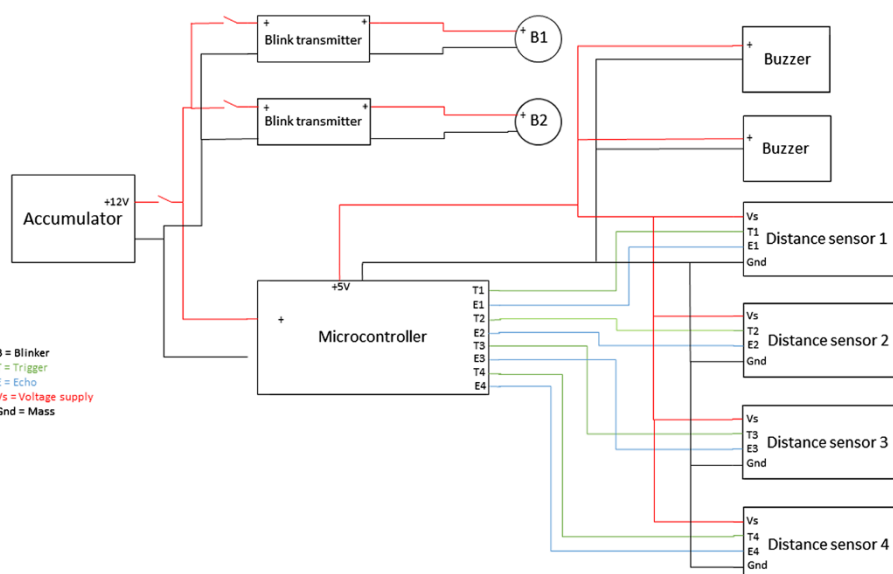 +
+
Blink transmitter
+
B1
+
+
Blink transmitter
+
B2
+
Buzzer
+
Buzzer
+12V
Accumulator
+5V
+
Microcontroller
T1
E1
T2
E2
T3
E3
T4
E4
Vs
T1
E1
Gnd
Distance sensor 1
Vs
T2
E2
Gnd
Distance sensor 2
Vs
T3
E3
Gnd
Distance sensor 3
Vs
T4
E4
Gnd
Distance sensor 4
B = Blinker
T = Trigger
E = Echo
Vs = Voltage supply
Gnd = Mass